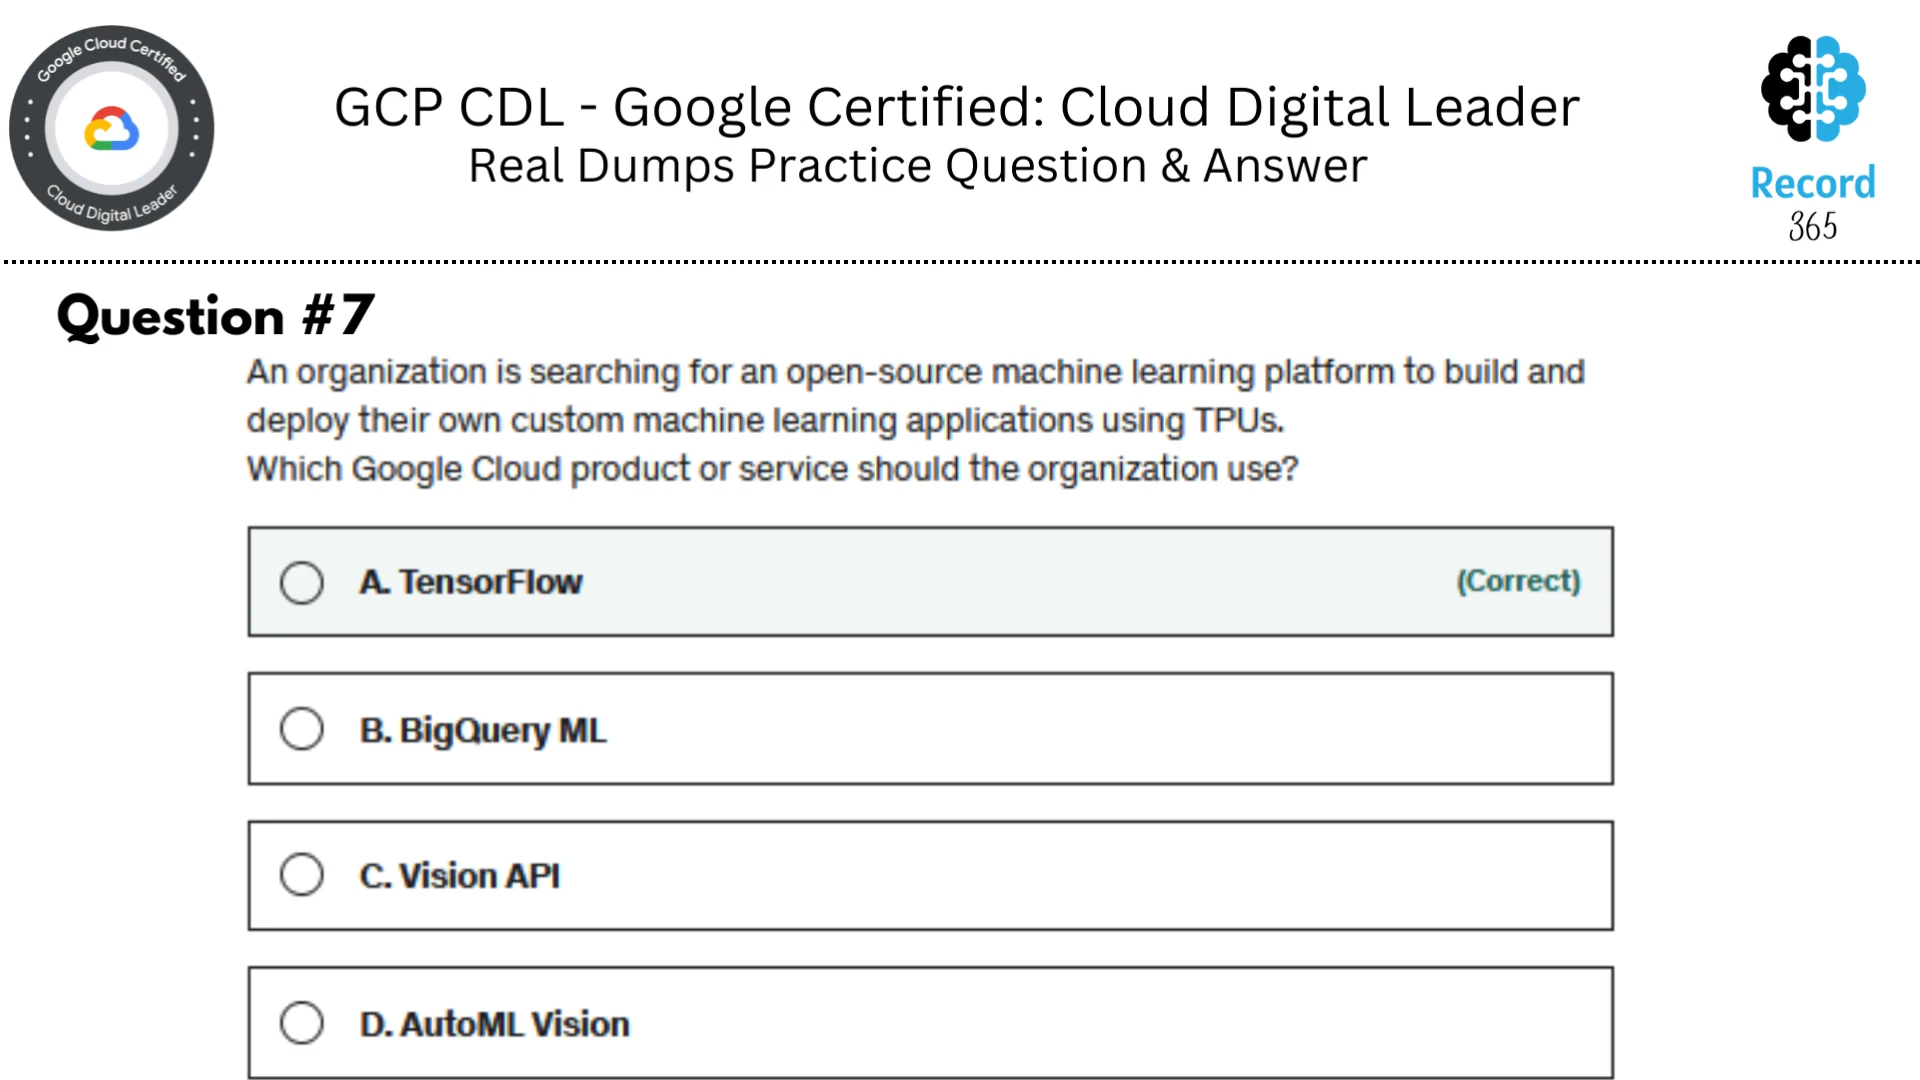 Google Cloud Certified
Cloud Digital Leader
GCP CDL - Google Certified: Cloud Digital Leader
Real Dumps Practice Question & Answer
Record
365
Question #7
An organization is searching for an open-source machine learning platform to build and
deploy their own custom machine learning applications using TPUs.
Which Google Cloud product or service should the organization use?
A. TensorFlow (Correct)
B. BigQuery ML
C. Vision API
D. AutoML Vision